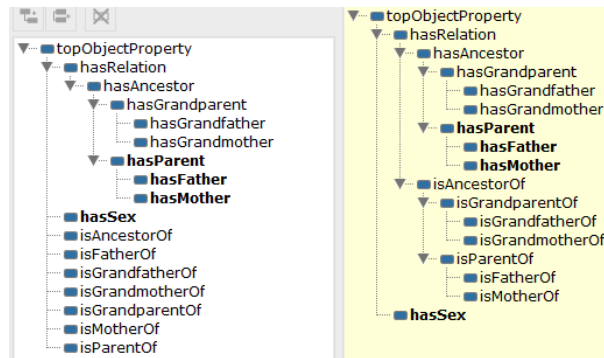 topObjectProperty
hasRelation
hasAncestor
hasGrandparent
hasGrandfather
hasGrandmother
hasParent
hasFather
hasMother
hasSex
isAncestorOf
isFatherOf
isGrandfatherOf
isGrandmotherOf
isGrandparentOf
isMotherOf
isParentOf
topObjectProperty
hasRelation
hasAncestor
hasGrandparent
hasGrandfather
hasGrandmother
hasParent
hasFather
hasMother
isAncestorOf
isGrandparentOf
isGrandfatherOf
isGrandmotherOf
isParentOf
isFatherOf
isMotherOf
hasSex